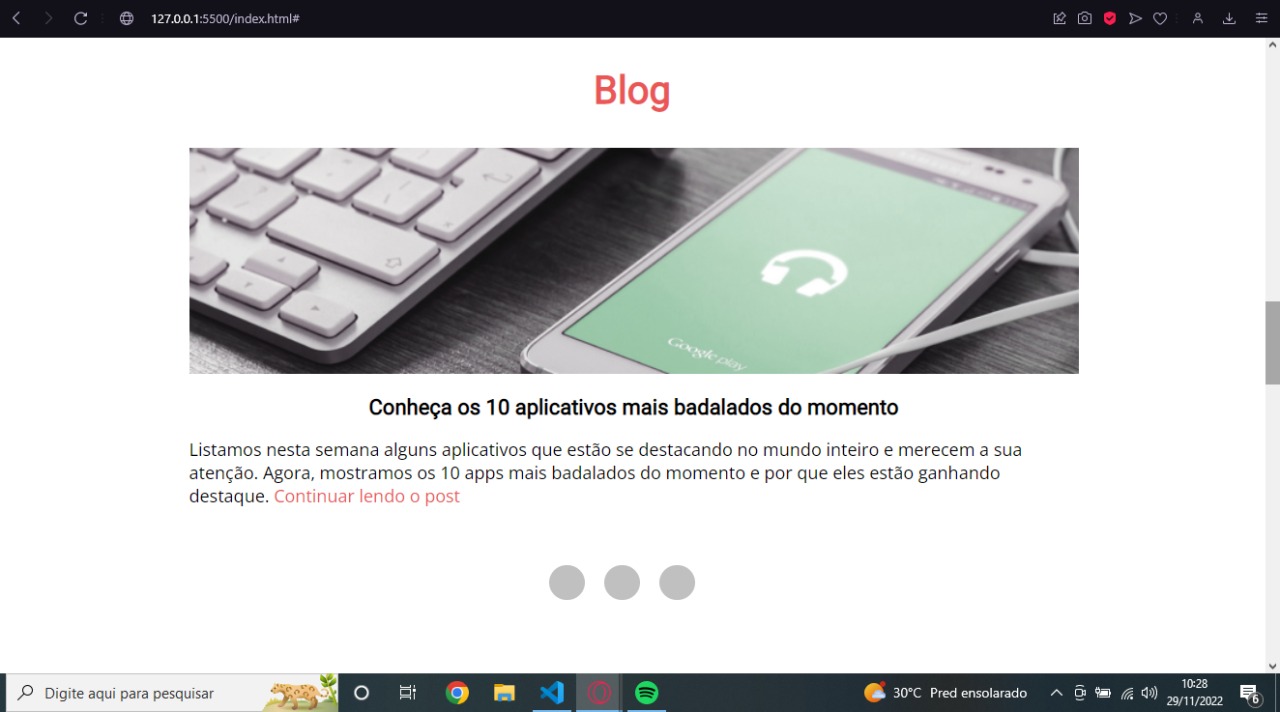 127.0.0.1:5500/index.html#
Blog
Google play
Conheça os 10 aplicativos mais badalados do momento
Listamos nesta semana alguns aplicativos que estão se destacando no mundo inteiro e merecem a sua
atenção. Agora, mostramos os 10 apps mais badalados do momento e por que eles estão ganhando
destaque. Continuar lendo o post
Digite aqui para pesquisar
30°C Pred ensolarado
10:28
29/11/2022
6